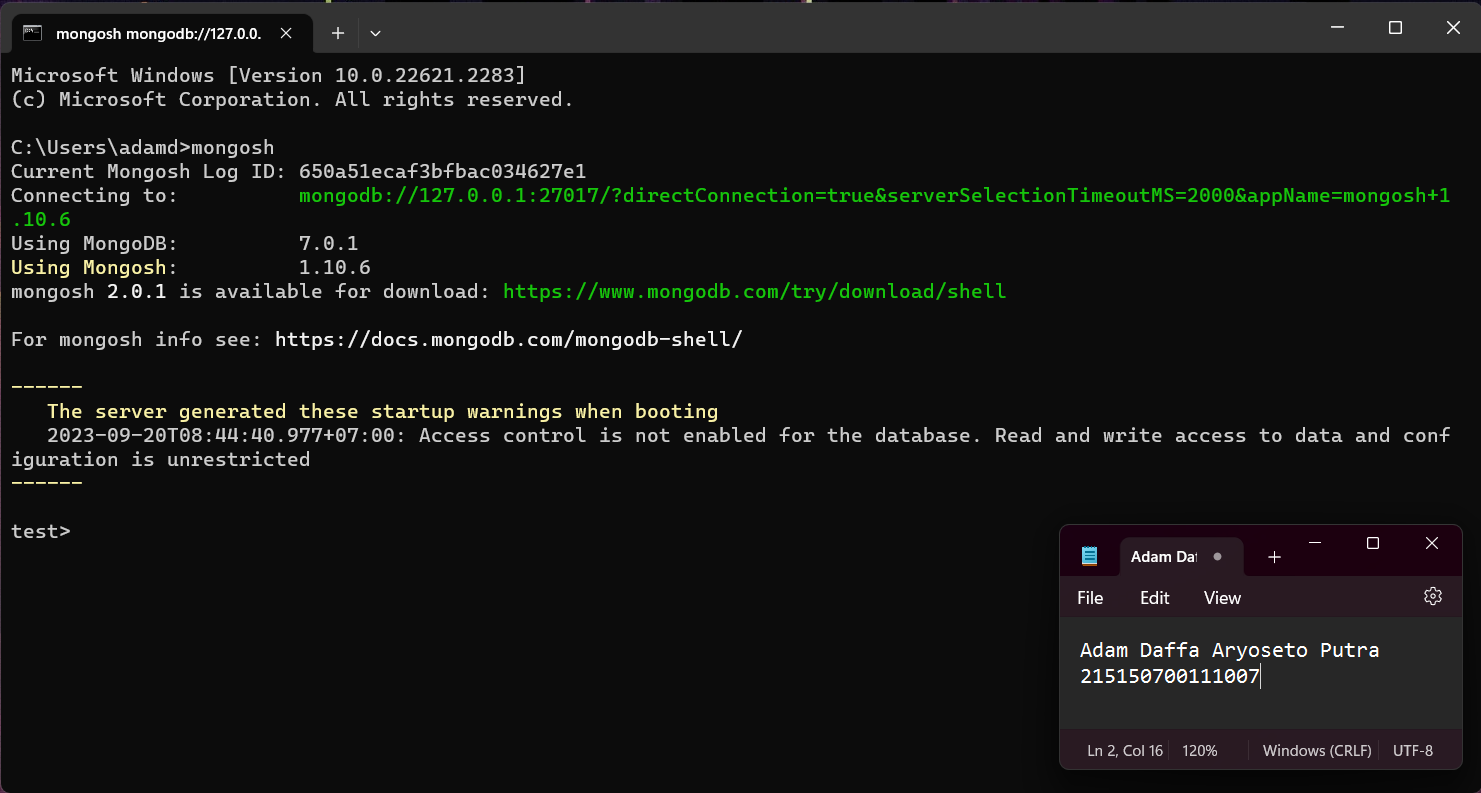 mongosh mongodb://127.0.0.
Microsoft Windows [Version 10.0.22621.2283]
(c) Microsoft Corporation. All rights reserved.
C:\Users\adamd>mongosh
Current Mongosh Log ID: 650a51ecaf3bfbac034627e1
Connecting to:          mongodb://127.0.0.1:27017/?directConnection=true&serverSelectionTimeoutMS=2000&appName=mongosh+1
.10.6
Using MongoDB:          7.0.1
Using Mongosh:          1.10.6
mongosh 2.0.1 is available for download: https://www.mongodb.com/try/download/shell
For mongosh info see: https://docs.mongodb.com/mongodb-shell/
------
The server generated these startup warnings when booting
2023-09-20T08:44:40.977+07:00: Access control is not enabled for the database. Read and write access to data and conf
iguration is unrestricted
------
test>
Adam Daf
File Edit View
Adam Daffa Aryoseto Putra
215150700111007
Ln 2, Col 16 120% Windows (CRLF) UTF-8